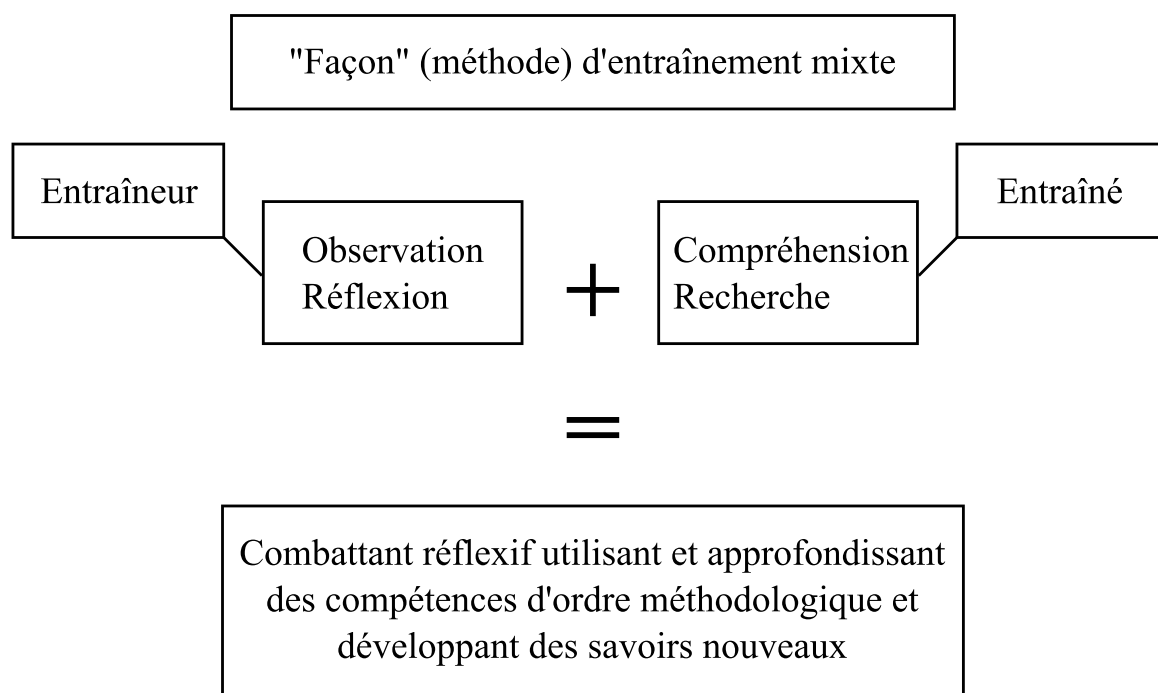 "Façon" (méthode) d'entraînement mixte
Entraîneur
Entraîné
Observation
Réflexion
+
Compréhension
Recherche
=
Combattant réflexif utilisant et approfondissant
des compétences d'ordre méthodologique et
développant des savoirs nouveaux